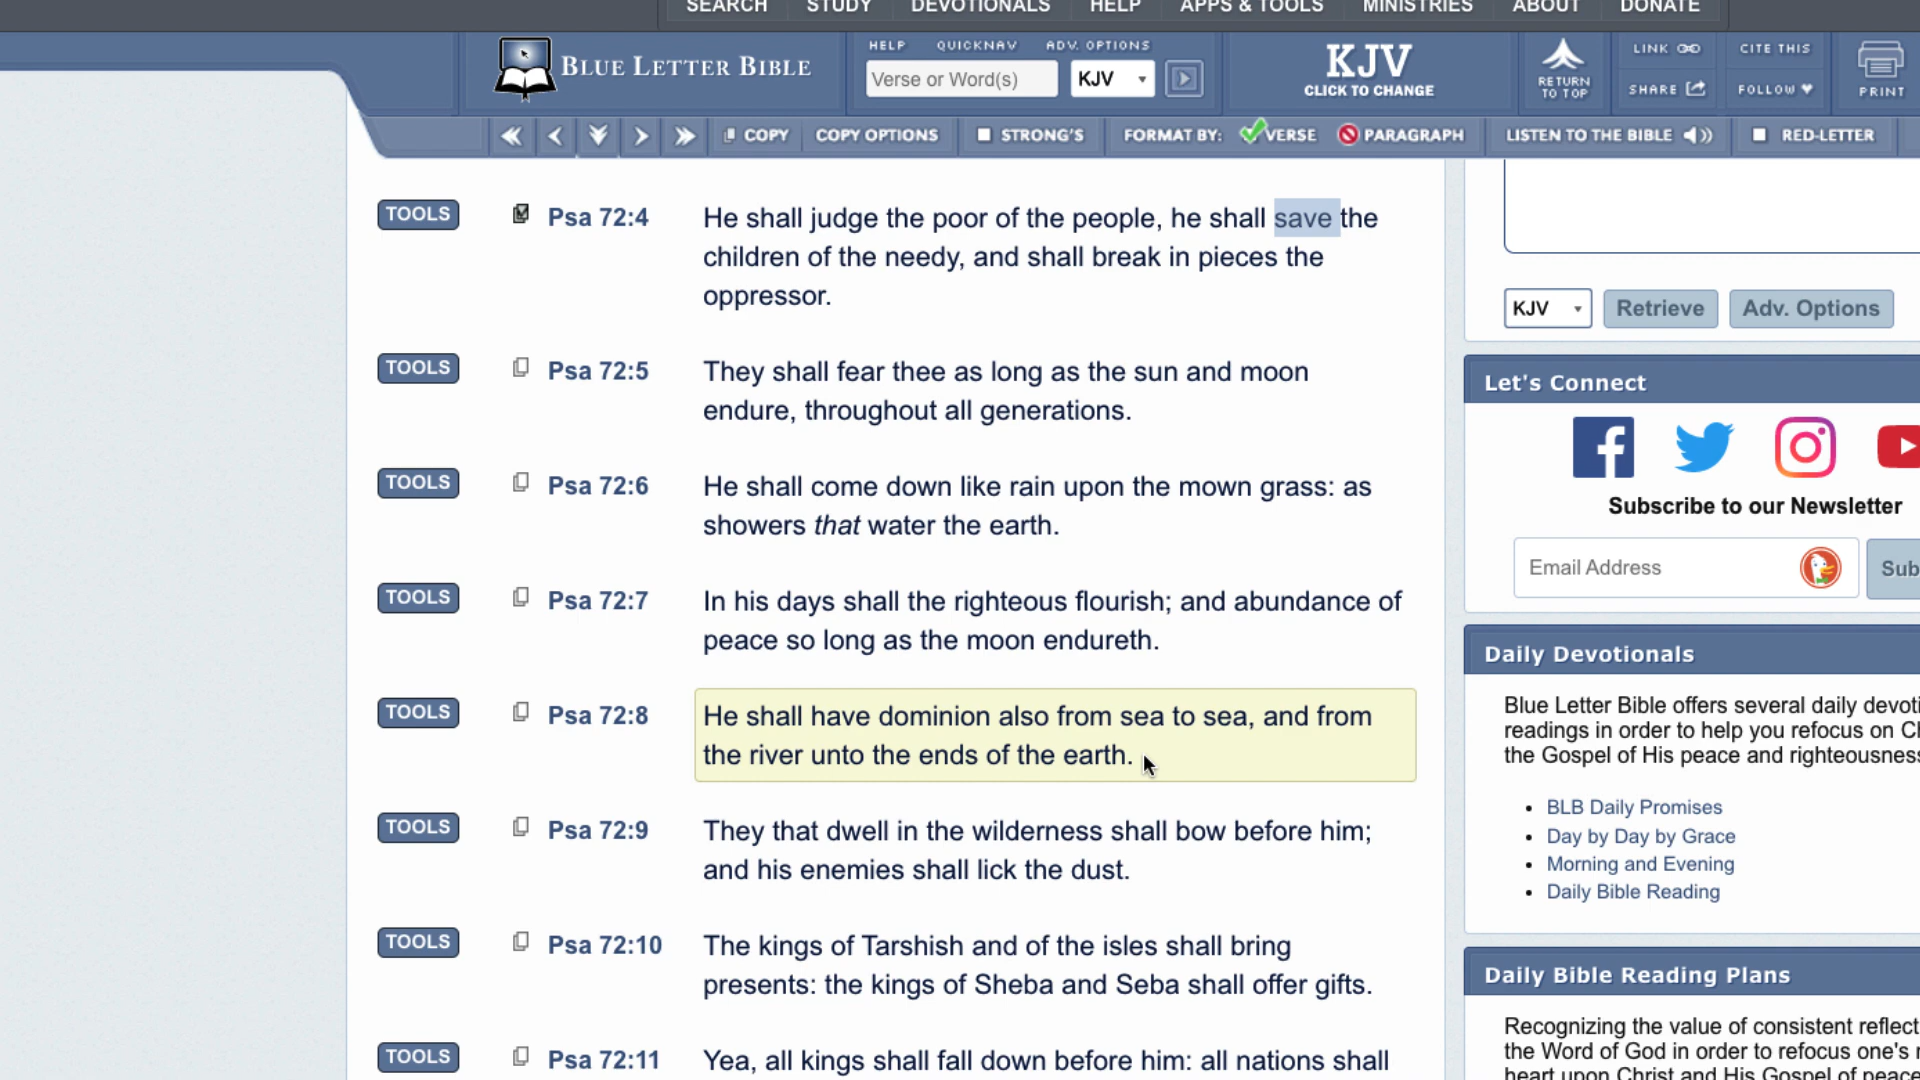 SEARCH STUDY DEVOTIONALS HELP APPS & TOOLS MINISTRIES ABOUT DONATE
BLUE LETTER BIBLE
HELP QUICKNAV ADV. OPTIONS
Verse or Word(s) KJV
KJV
CLICK TO CHANGE
RETURN
TO TOP
LINK
SHARE
CITE THIS
FOLLOW
PRINT
COPY COPY OPTIONS STRONG'S FORMAT BY: VERSE PARAGRAPH LISTEN TO THE BIBLE RED-LETTER
TOOLS Psa 72:4 He shall judge the poor of the people, he shall save the
children of the needy, and shall break in pieces the
oppressor.
TOOLS Psa 72:5 They shall fear thee as long as the sun and moon
endure, throughout all generations.
TOOLS Psa 72:6 He shall come down like rain upon the mown grass: as
showers that water the earth.
TOOLS Psa 72:7 In his days shall the righteous flourish; and abundance of
peace so long as the moon endureth.
TOOLS Psa 72:8 He shall have dominion also from sea to sea, and from
the river unto the ends of the earth.
TOOLS Psa 72:9 They that dwell in the wilderness shall bow before him;
and his enemies shall lick the dust.
TOOLS Psa 72:10 The kings of Tarshish and of the isles shall bring
presents: the kings of Sheba and Seba shall offer gifts.
TOOLS Psa 72:11 Yea, all kings shall fall down before him: all nations shall
KJV Retrieve Adv. Options
Let's Connect
Subscribe to our Newsletter
Email Address Sub
Daily Devotionals
Blue Letter Bible offers several daily devoti
readings in order to help you refocus on Ch
the Gospel of His peace and righteousness
• BLB Daily Promises
• Day by Day by Grace
• Morning and Evening
• Daily Bible Reading
Daily Bible Reading Plans
Recognizing the value of consistent reflect
the Word of God in order to refocus one's
heart upon Christ and His Gospel of peace